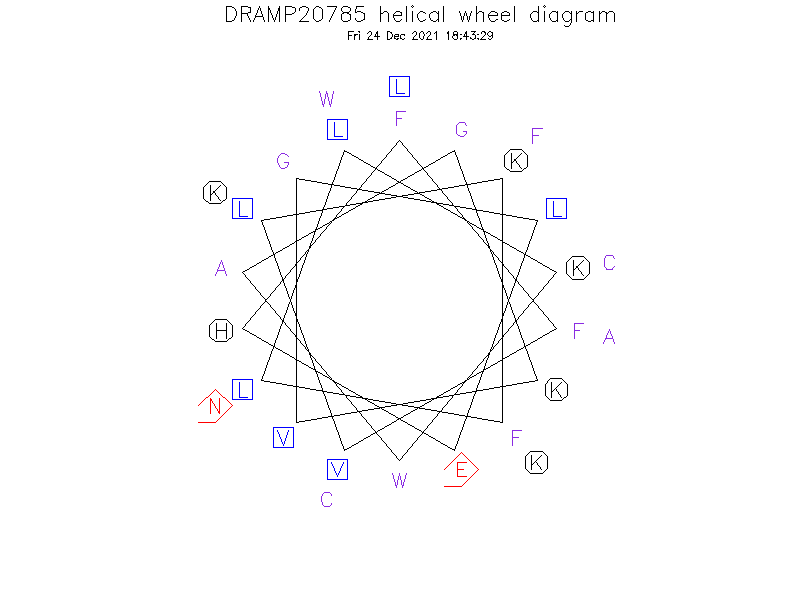 DRAMP20785 helical wheel diagram
Fri 24 Dec 2021 18:43:29
L
W
F
L
G
F
G
K
K
L
L
A
K
C
H
F
A
L
K
N
V
F
V
E
K
W
C